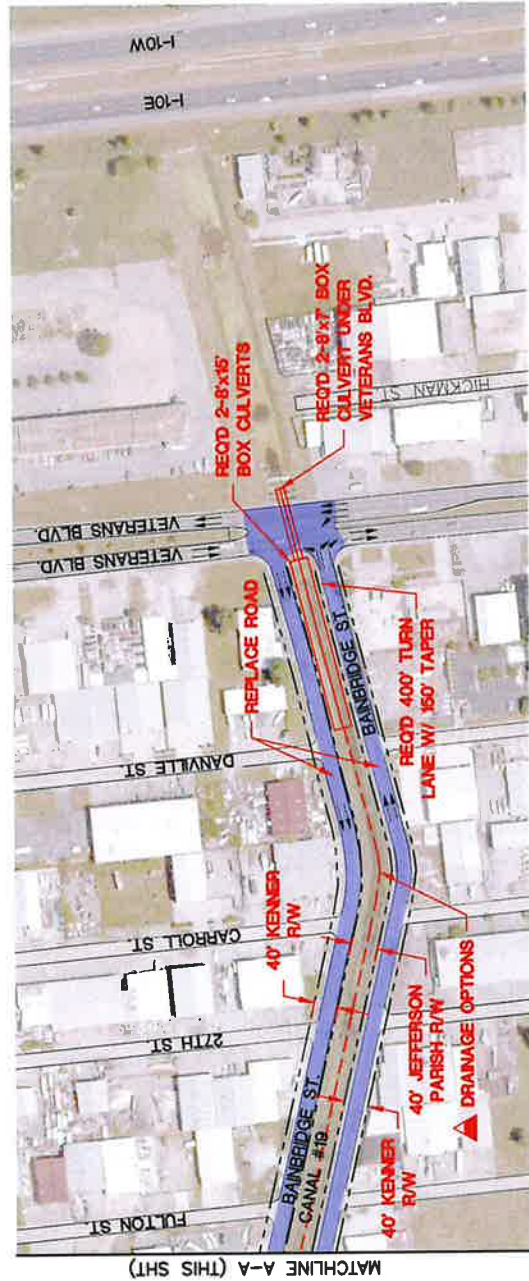 MATCHLINE A-A (THIS SHT)
FULTON ST.
27TH ST.
CARROLL ST.
DANVILLE ST.
VETERANS BLVD.
VETERANS BLVD.
I-10E
I-10W
HICKMAN ST.
BAINBRIDGE ST.
CANAL #19
BAINBRIDGE ST.
40' KENNER
R/W
40' KENNER
R/W
40' JEFFERSON
PARISH R/W
DRAINAGE OPTIONS
REPLACE ROAD
REQ'D 400' TURN
LANE W/ 150' TAPER
REQ'D 2-8'x15'
BOX CULVERTS
REQ'D 2-8'x7' BOX
CULVERT UNDER
VETERANS BLVD.